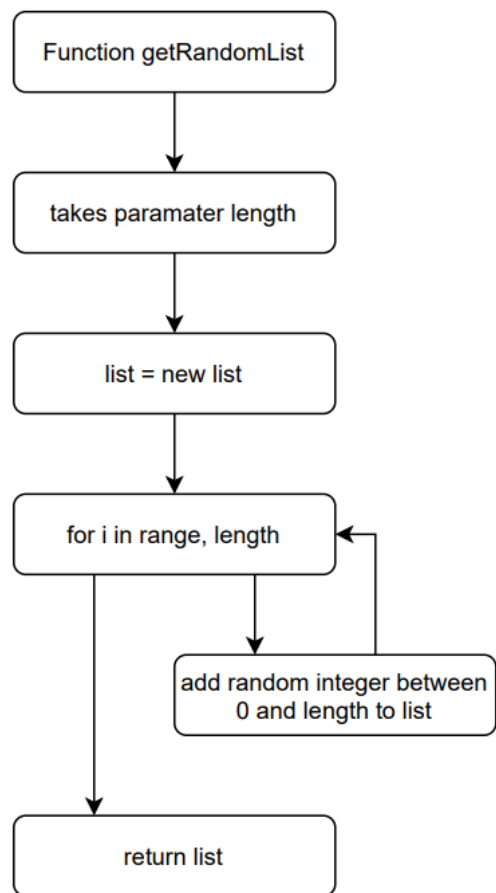 Function getRandomList
takes paramater length
list = new list
for i in range, length
add random integer between
0 and length to list
return list